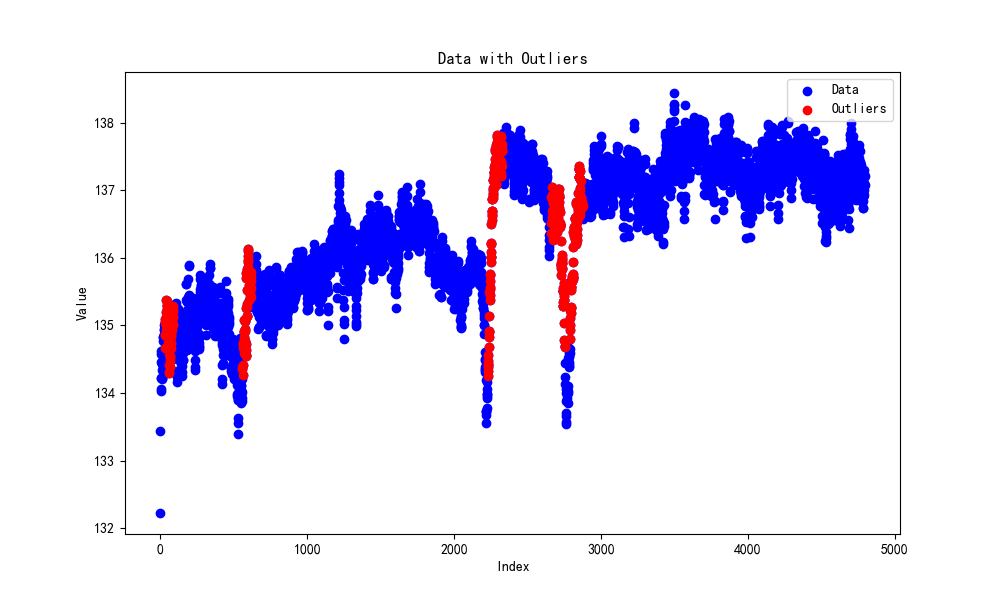 Data with Outliers
Data
Outliers
138
137
136
135
134
133
132
Value
0
1000
2000
3000
4000
5000
Index